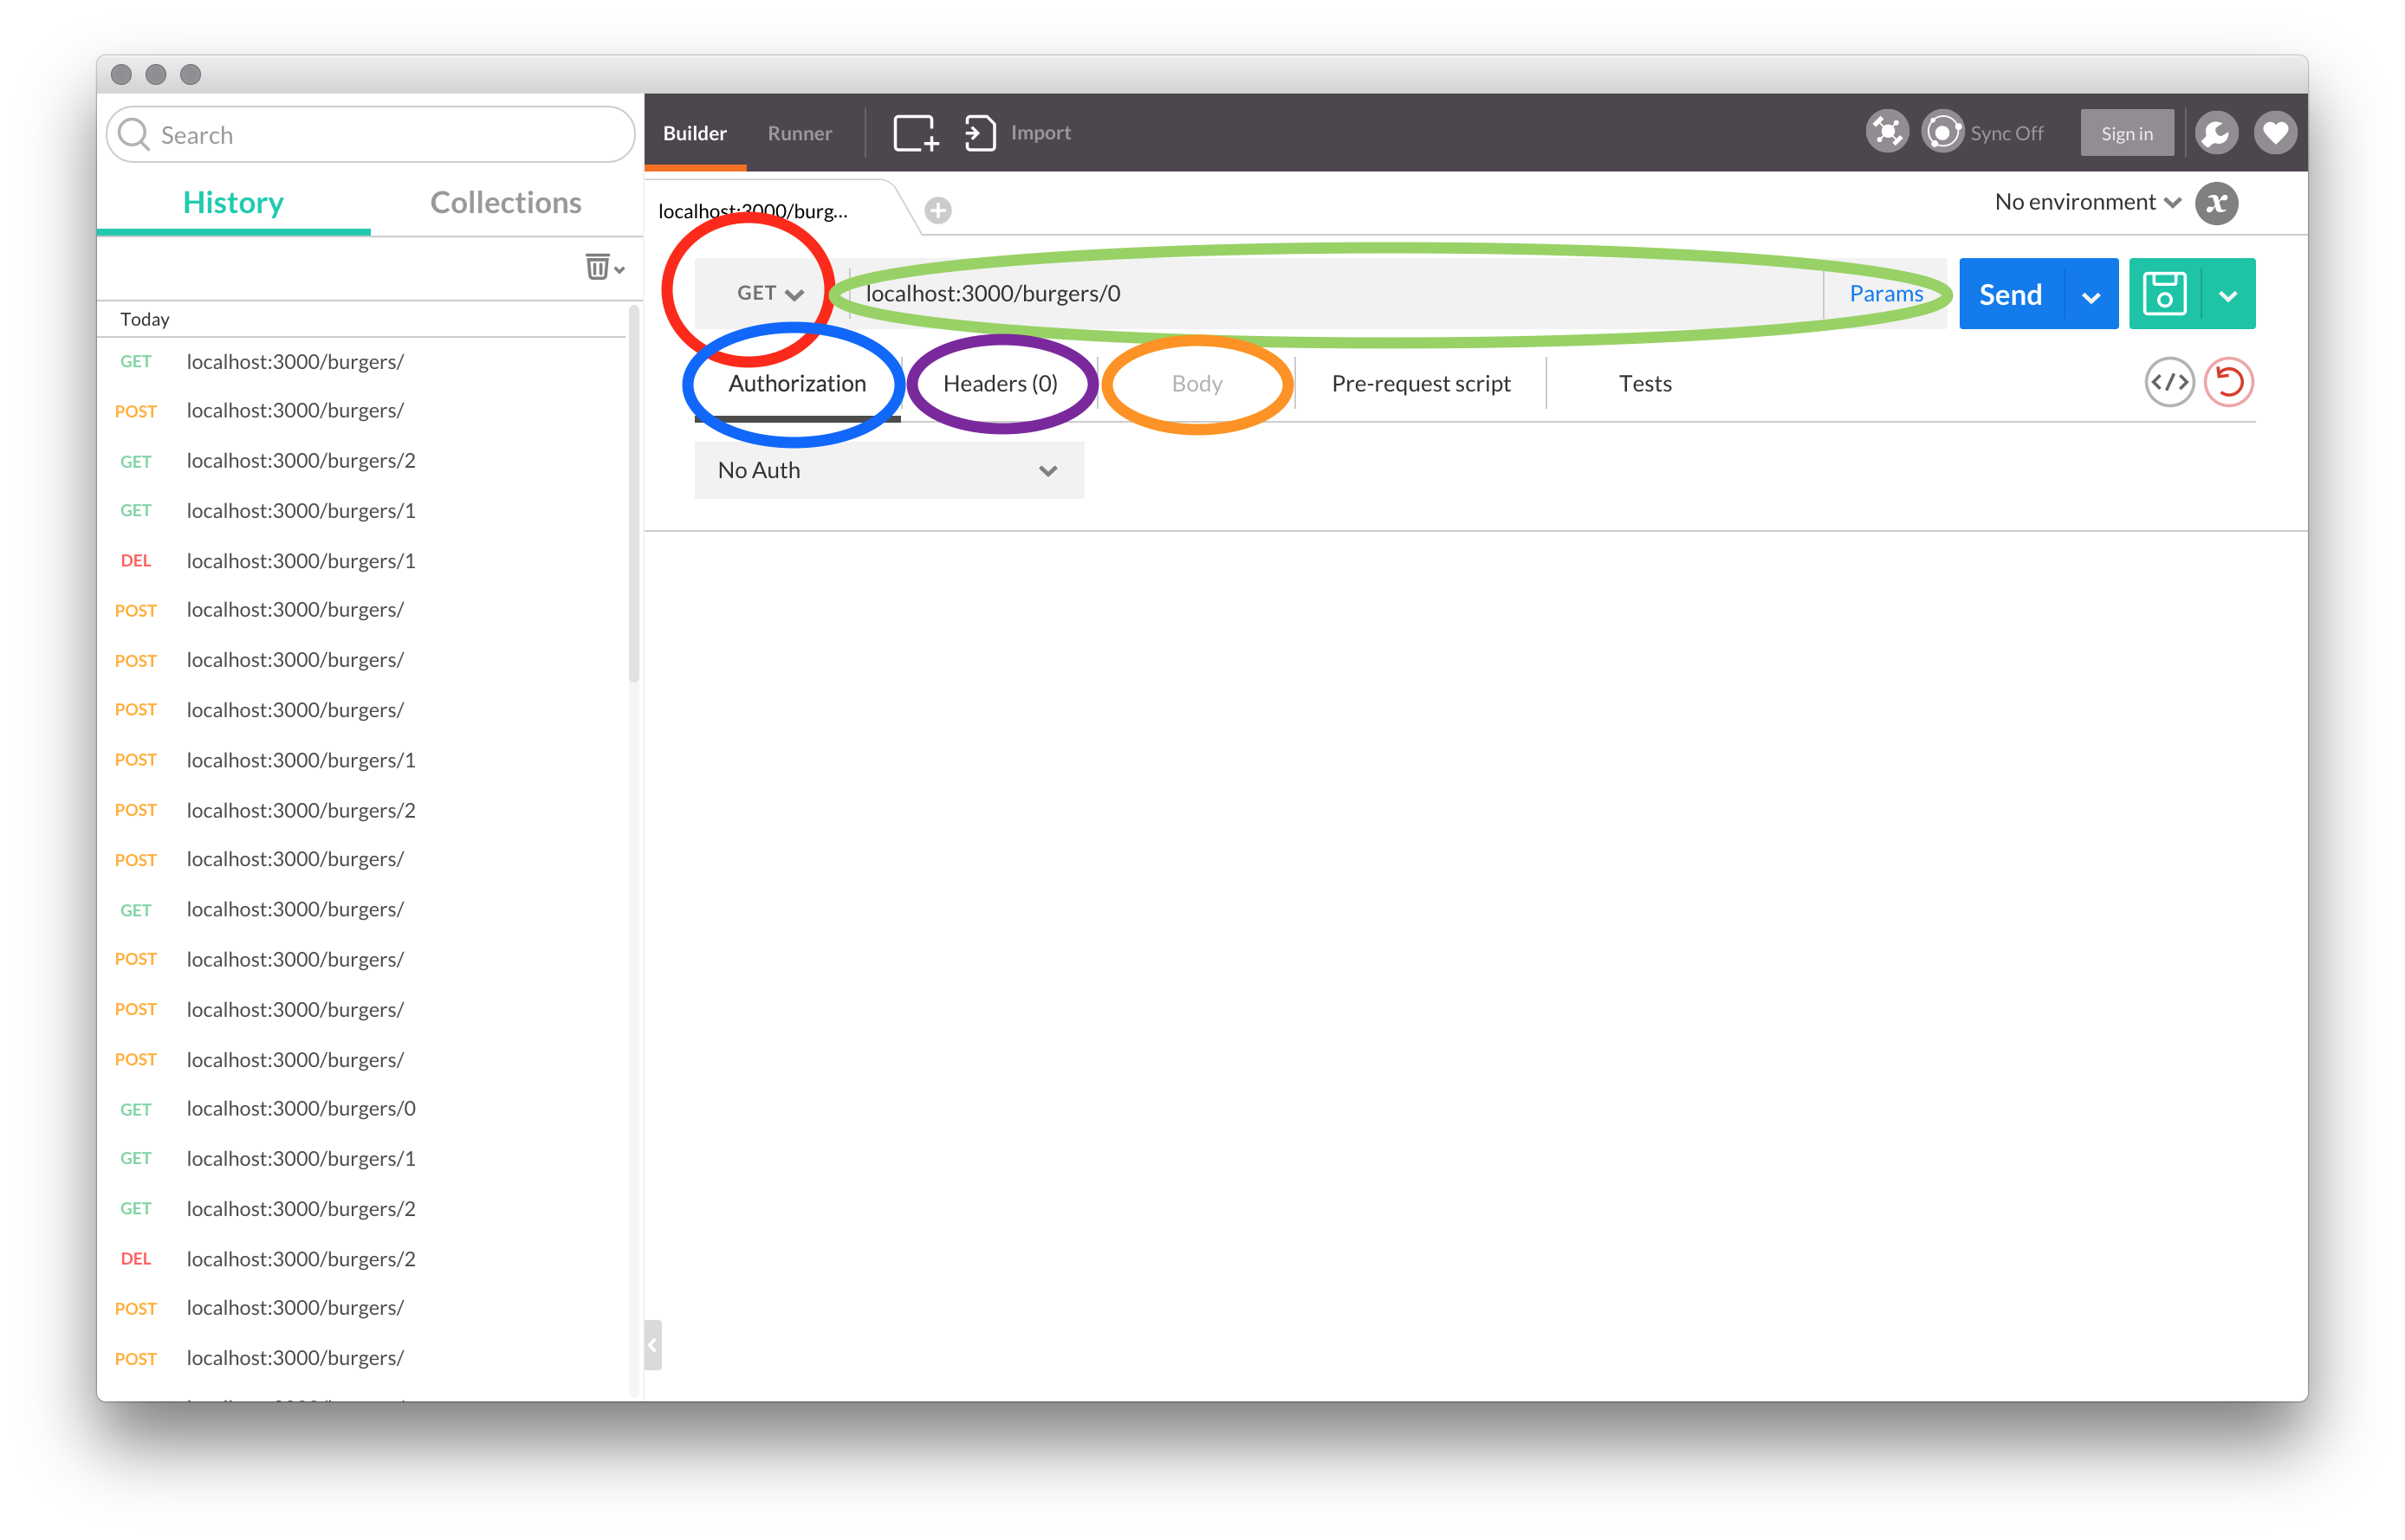 Search
History Collections
Today
GET localhost:3000/burgers/
POST localhost:3000/burgers/
GET localhost:3000/burgers/2
GET localhost:3000/burgers/1
DEL localhost:3000/burgers/1
POST localhost:3000/burgers/
POST localhost:3000/burgers/
POST localhost:3000/burgers/
POST localhost:3000/burgers/1
POST localhost:3000/burgers/2
POST localhost:3000/burgers/
GET localhost:3000/burgers/
POST localhost:3000/burgers/
POST localhost:3000/burgers/
POST localhost:3000/burgers/
GET localhost:3000/burgers/0
GET localhost:3000/burgers/1
GET localhost:3000/burgers/2
DEL localhost:3000/burgers/2
POST localhost:3000/burgers/
POST localhost:3000/burgers/
Builder Runner Import Sync Off Sign in
localhost:3000/burg... No environment x
GET localhost:3000/burgers/0 Params Send
Authorization Headers (0) Body Pre-request script Tests </>
No Auth